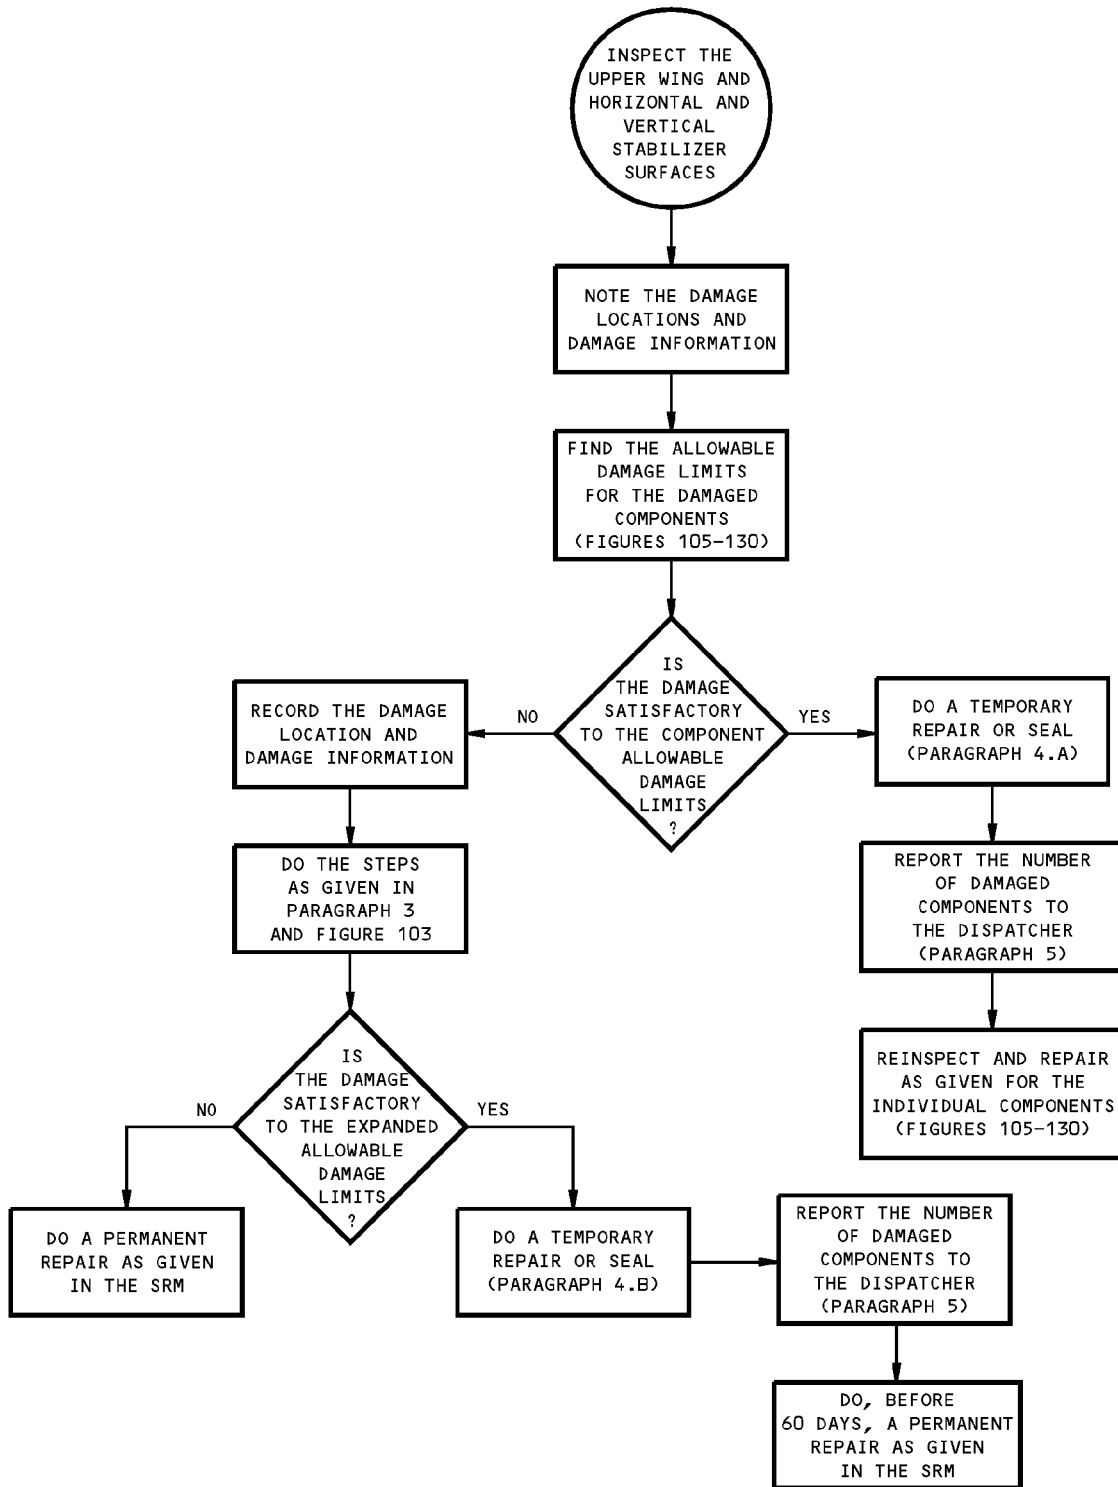 INSPECT THE
UPPER WING AND
HORIZONTAL AND
VERTICAL
STABILIZER
SURFACES
NOTE THE DAMAGE
LOCATIONS AND
DAMAGE INFORMATION
FIND THE ALLOWABLE
DAMAGE LIMITS
FOR THE DAMAGED
COMPONENTS
(FIGURES 105-130)
IS
THE DAMAGE
SATISFACTORY
TO THE COMPONENT
ALLOWABLE
DAMAGE
LIMITS
?
NO
YES
RECORD THE DAMAGE
LOCATION AND
DAMAGE INFORMATION
DO A TEMPORARY
REPAIR OR SEAL
(PARAGRAPH 4.A)
DO THE STEPS
AS GIVEN IN
PARAGRAPH 3
AND FIGURE 103
REPORT THE NUMBER
OF DAMAGED
COMPONENTS TO
THE DISPATCHER
(PARAGRAPH 5)
REINSPECT AND REPAIR
AS GIVEN FOR THE
INDIVIDUAL COMPONENTS
(FIGURES 105-130)
IS
THE DAMAGE
SATISFACTORY
TO THE EXPANDED
ALLOWABLE
DAMAGE
LIMITS
?
NO
YES
DO A PERMANENT
REPAIR AS GIVEN
IN THE SRM
DO A TEMPORARY
REPAIR OR SEAL
(PARAGRAPH 4.B)
REPORT THE NUMBER
OF DAMAGED
COMPONENTS TO
THE DISPATCHER
(PARAGRAPH 5)
DO, BEFORE
60 DAYS, A PERMANENT
REPAIR AS GIVEN
IN THE SRM